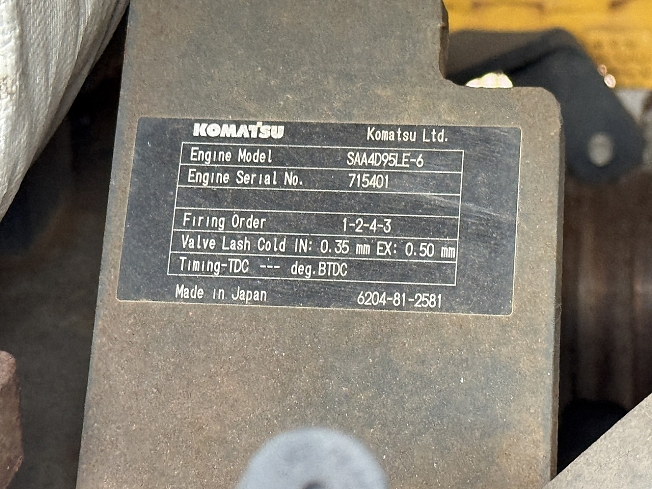 KOMATSU Komatsu Ltd.
Engine Model SAA4D95LE-6
Engine Serial No. 715401
Firing Order 1-2-4-3
Valve Lash Cold IN: 0.35 mm EX: 0.50 mm
Timing-TDC --- deg.BTDC
Made in Japan 6204-81-2581